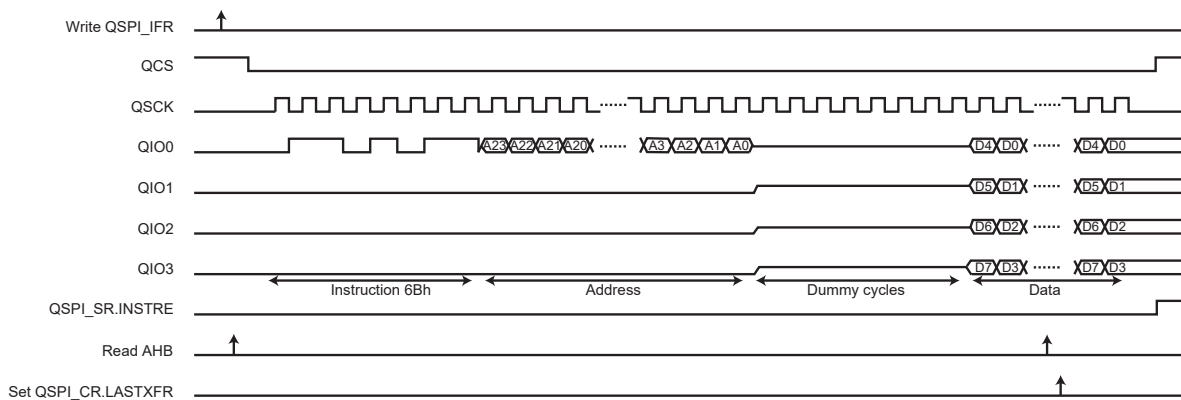 Write QSPI_IFR
QCS
QSCK
QIO0 A23 A22 A21 A20 A3 A2 A1 A0 D4 D0 D4 D0
QIO1 D5 D1 D5 D1
QIO2 D6 D2 D6 D2
QIO3 D7 D3 D7 D3
Instruction 6Bh Address Dummy cycles Data
QSPI_SR.INSTRE
Read AHB
Set QSPI_CR.LASTXFR